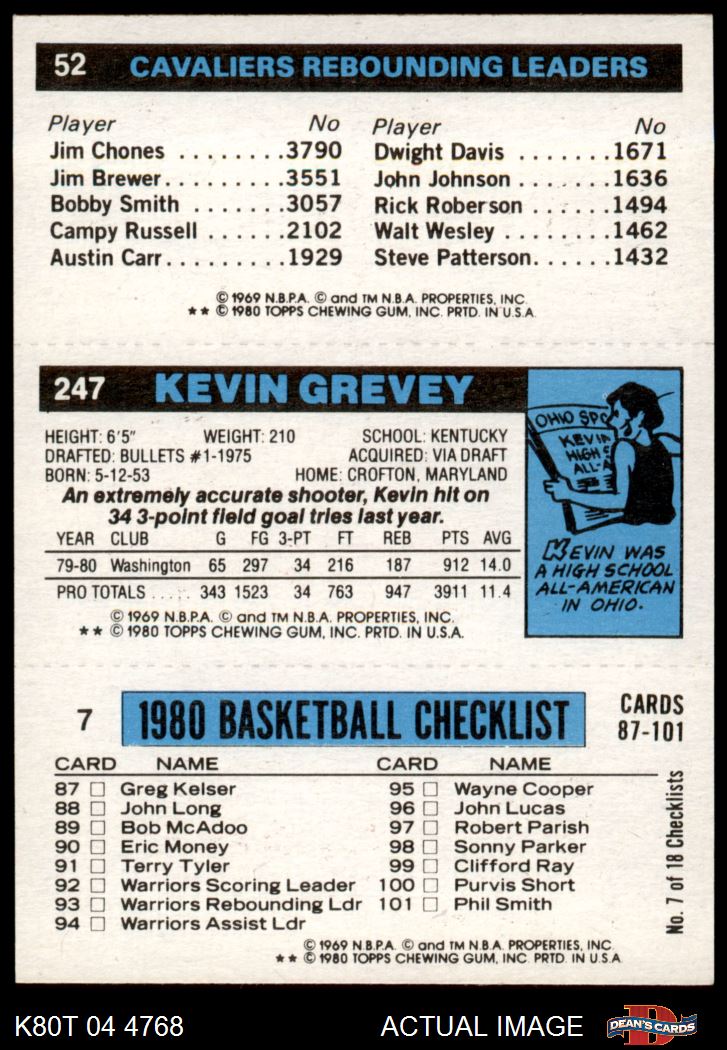 52 CAVALIERS REBOUNDING LEADERS
Player No Player No
Jim Chones ........3790 Dwight Davis .......1671
Jim Brewer.........3551 John Johnson .......1636
Bobby Smith .......3057 Rick Roberson ......1494
Campy Russell ......2102 Walt Wesley ........1462
Austin Carr.........1929 Steve Patterson......1432
© 1969 N.B.P.A. © and TM N.B.A. PROPERTIES, INC.
★★ © 1980 TOPPS CHEWING GUM, INC. PRTD. IN U.S.A.
247 KEVIN GREVEY
HEIGHT: 6'5" WEIGHT: 210 SCHOOL: KENTUCKY
DRAFTED: BULLETS #1-1975 ACQUIRED: VIA DRAFT
BORN: 5-12-53 HOME: CROFTON, MARYLAND
An extremely accurate shooter, Kevin hit on
34 3-point field goal tries last year.
YEAR CLUB G FG 3-PT FT REB PTS AVG
79-80 Washington 65 297 34 216 187 912 14.0
PRO TOTALS ..... 343 1523 34 763 947 3911 11.4
© 1969 N.B.P.A. © and TM N.B.A. PROPERTIES, INC.
★★ © 1980 TOPPS CHEWING GUM, INC. PRTD. IN U.S.A.
OHIO SPO
KEVIN
HIGH S
ALL-A
KEVIN WAS
A HIGH SCHOOL
ALL-AMERICAN
IN OHIO.
7 1980 BASKETBALL CHECKLIST CARDS
87-101
CARD NAME CARD NAME
87 □ Greg Kelser 95 □ Wayne Cooper
88 □ John Long 96 □ John Lucas
89 □ Bob McAdoo 97 □ Robert Parish
90 □ Eric Money 98 □ Sonny Parker
91 □ Terry Tyler 99 □ Clifford Ray
92 □ Warriors Scoring Leader 100 □ Purvis Short
93 □ Warriors Rebounding Ldr 101 □ Phil Smith
94 □ Warriors Assist Ldr
No. 7 of 18 Checklists
© 1969 N.B.P.A. © and TM N.B.A. PROPERTIES, INC.
★★ © 1980 TOPPS CHEWING GUM, INC. PRTD. IN U.S.A.
K80T 04 4768 ACTUAL IMAGE D DEAN'S CARDS